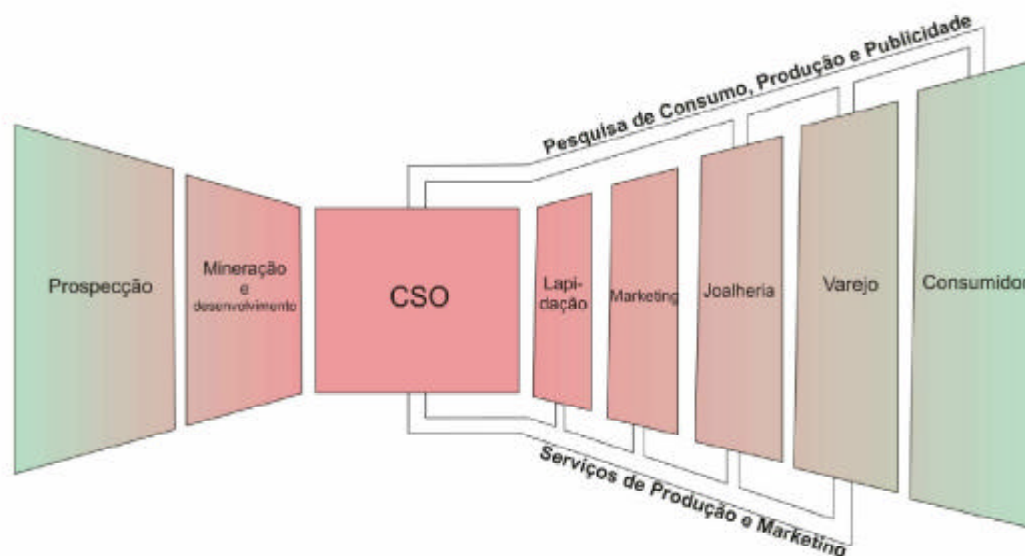 Pesquisa de Consumo, Produção e Publicidade
Prospecção
Mineração
e
desenvolvimento
CSO
Lapi-
dação
Marketing
Joalheria
Varejo
Consumidor
Serviços de Produção e Marketing